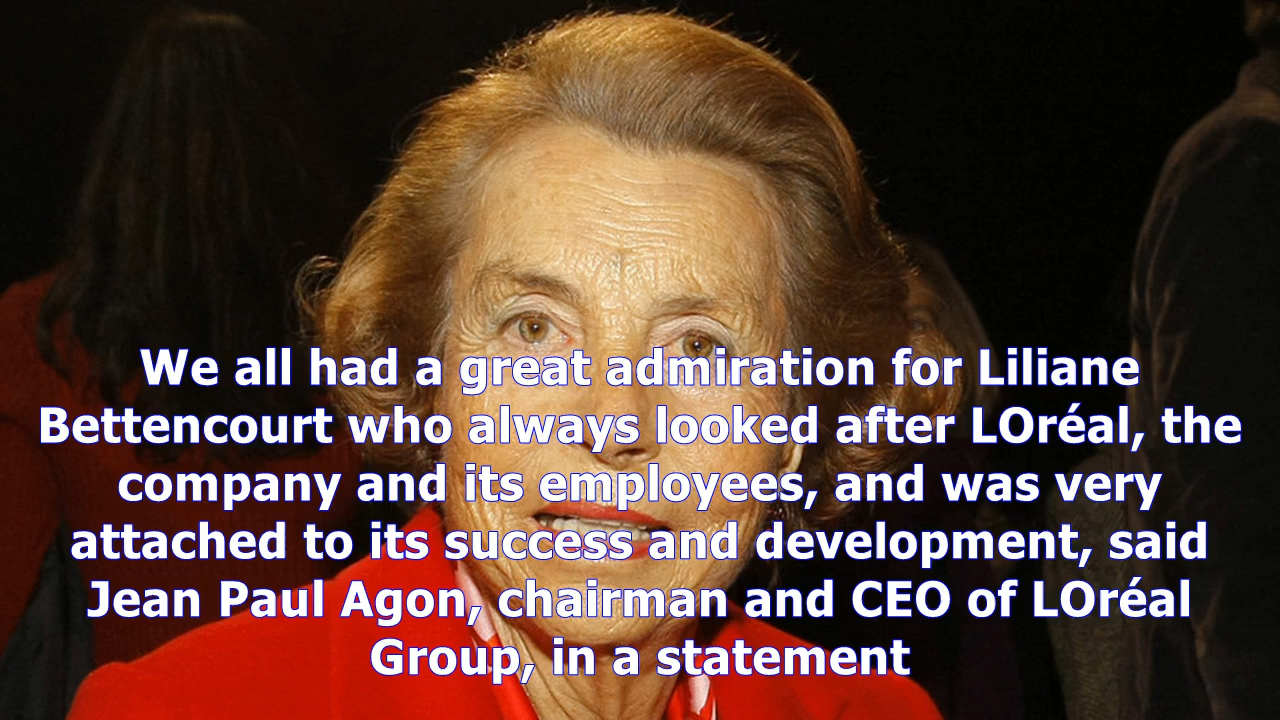 We all had a great admiration for Liliane
Bettencourt who always looked after LOréal, the
company and its employees, and was very
attached to its success and development, said
Jean Paul Agon, chairman and CEO of LOréal
Group, in a statement